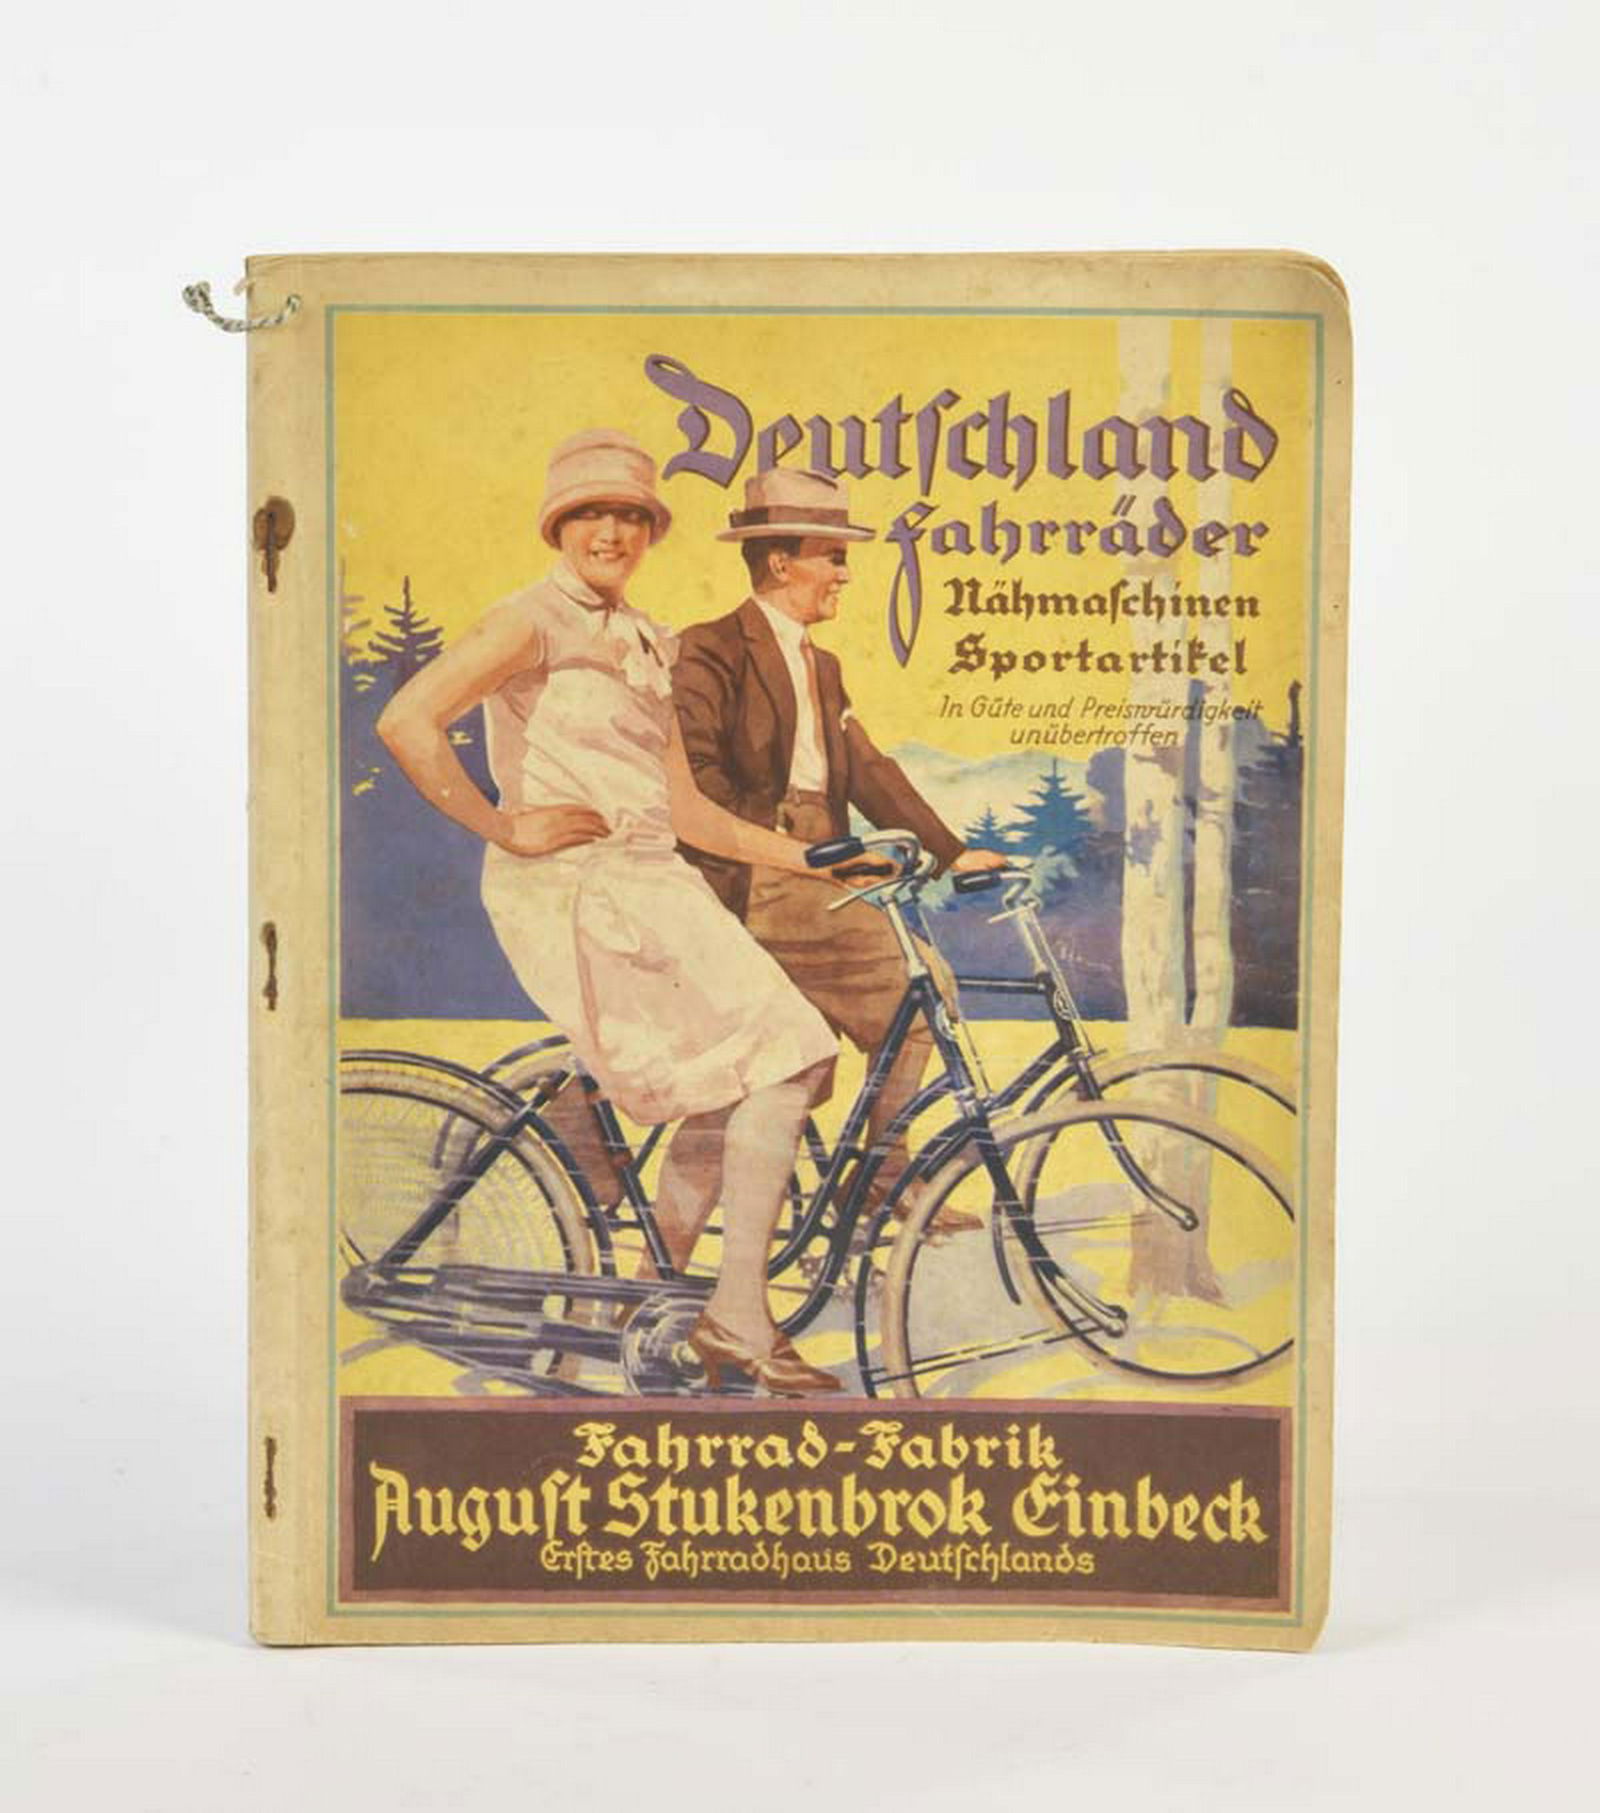 Deutſchland
Fahrräder
Nähmaſchinen
Sportartikel
In Güte und Preiswürdigkeit
unübertroffen
Fahrrad-Fabrik
Auguſt Stukenbrok Einbeck
Erſtes Fahrradhaus Deutſchlands